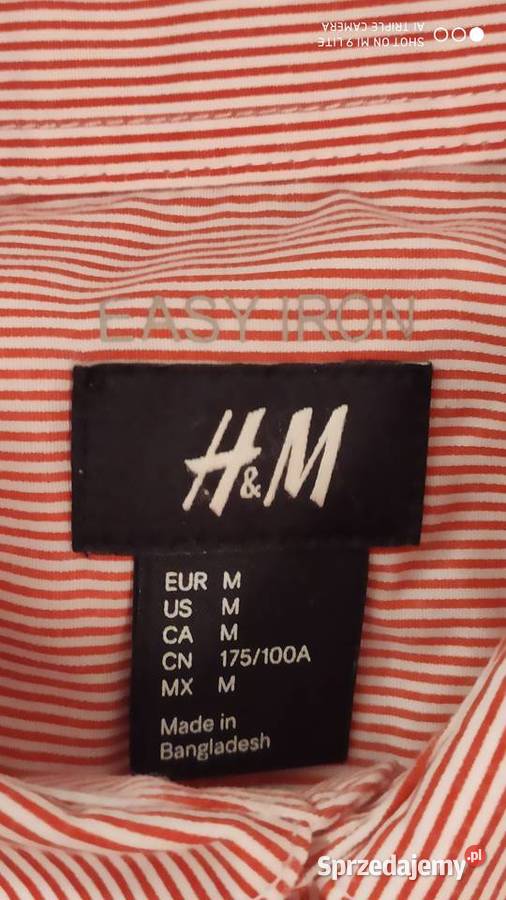 SHOT ON MI 9 LITE
AI TRIPLE CAMERA
EASY IRON
H&M
EUR M
US M
CA M
CN 175/100A
MX M
Made in
Bangladesh
Sprzedajemy.pl